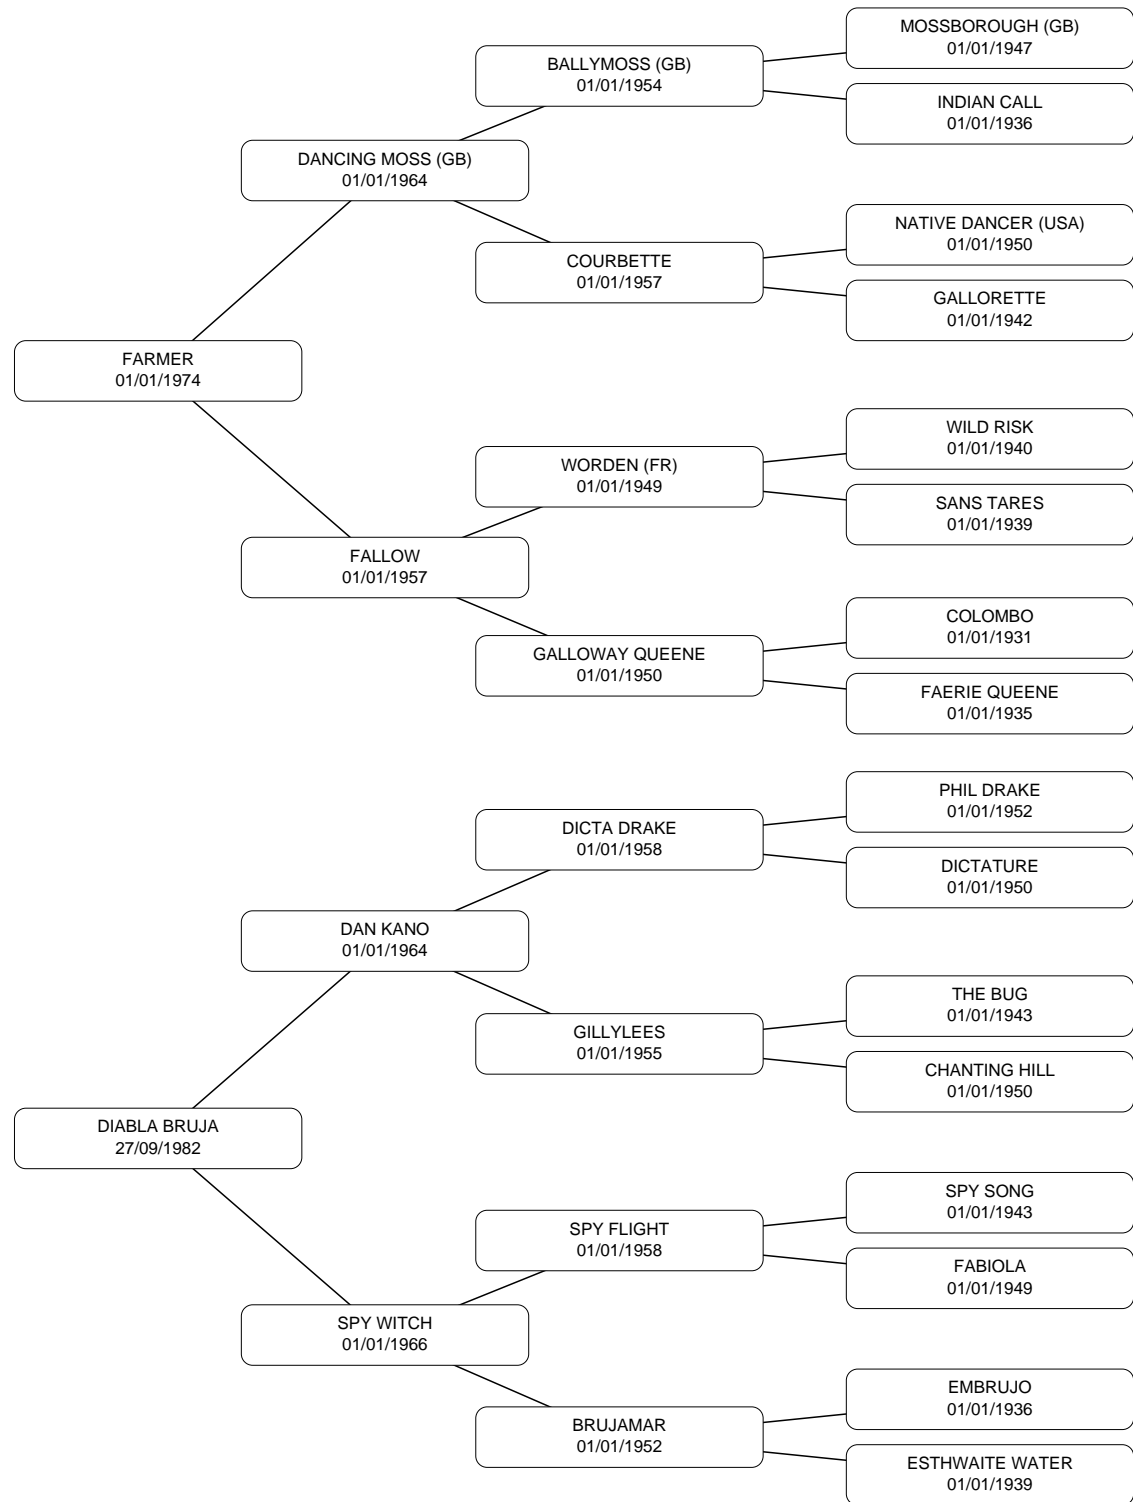 MOSSBOROUGH (GB)
01/01/1947
BALLYMOSS (GB)
01/01/1954
INDIAN CALL
01/01/1936
DANCING MOSS (GB)
01/01/1964
NATIVE DANCER (USA)
01/01/1950
COURBETTE
01/01/1957
GALLORETTE
01/01/1942
FARMER
01/01/1974
WILD RISK
01/01/1940
WORDEN (FR)
01/01/1949
SANS TARES
01/01/1939
FALLOW
01/01/1957
COLOMBO
01/01/1931
GALLOWAY QUEENE
01/01/1950
FAERIE QUEENE
01/01/1935
PHIL DRAKE
01/01/1952
DICTA DRAKE
01/01/1958
DICTATURE
01/01/1950
DAN KANO
01/01/1964
THE BUG
01/01/1943
GILLYLEES
01/01/1955
CHANTING HILL
01/01/1950
DIABLA BRUJA
27/09/1982
SPY SONG
01/01/1943
SPY FLIGHT
01/01/1958
FABIOLA
01/01/1949
SPY WITCH
01/01/1966
EMBRUJO
01/01/1936
BRUJAMAR
01/01/1952
ESTHWAITE WATER
01/01/1939